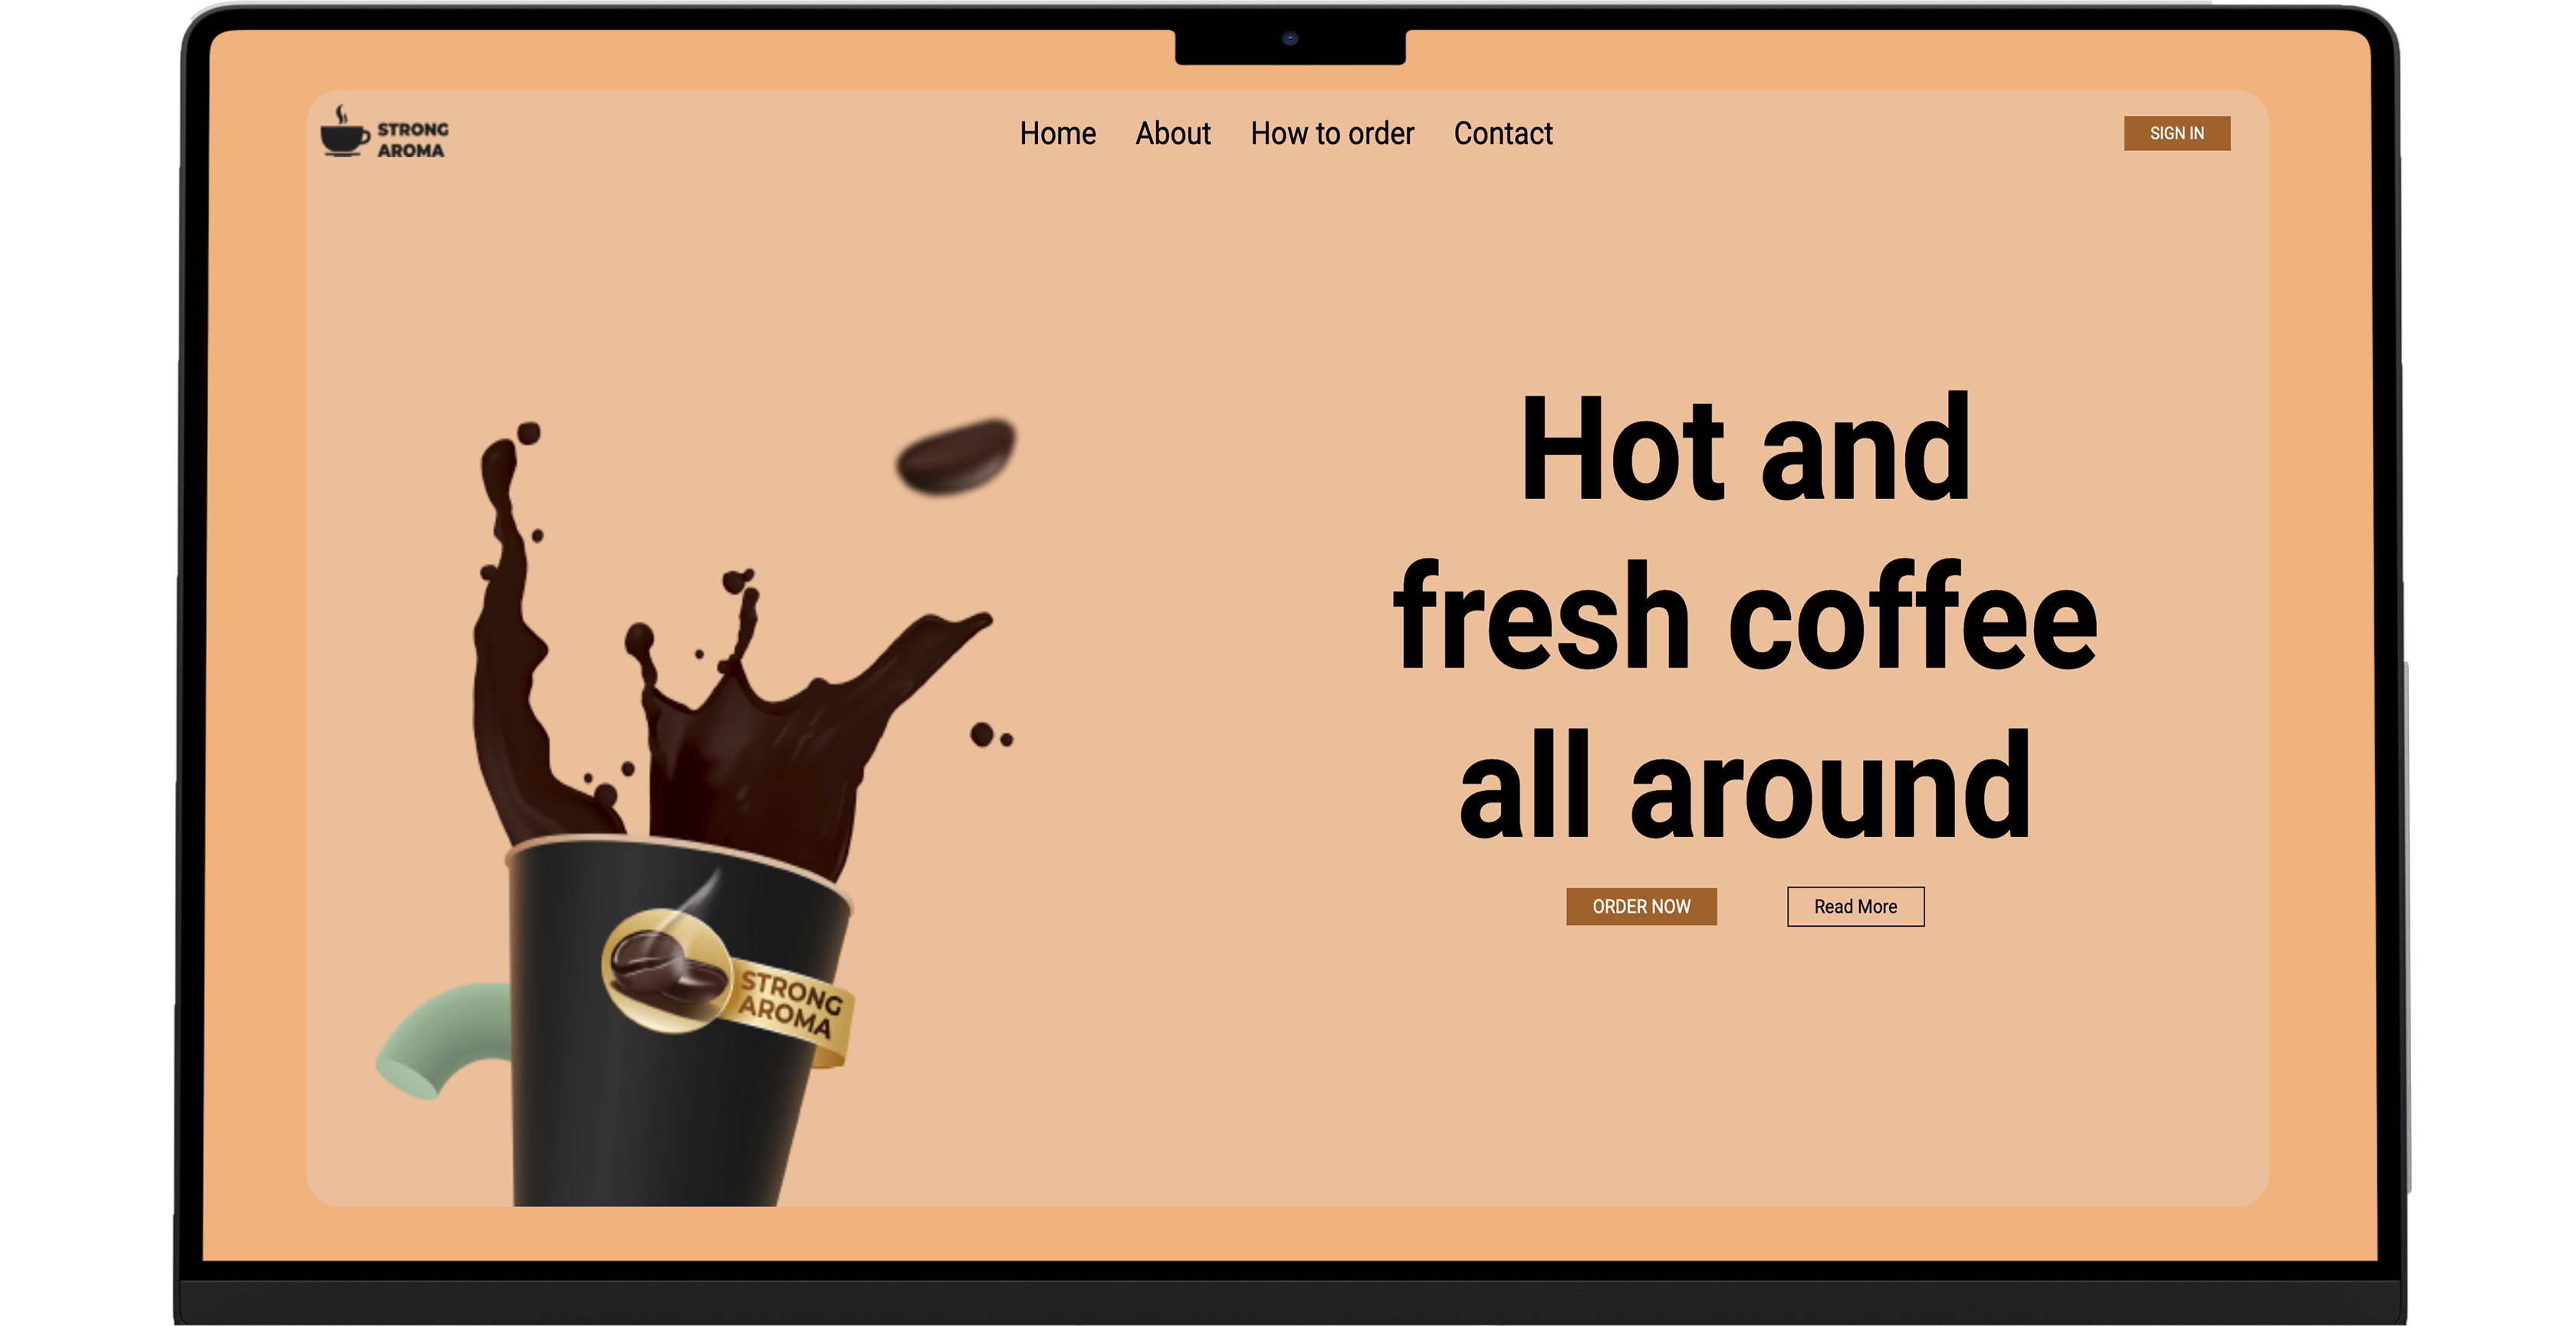 STRONG
AROMA
Home About How to order Contact
SIGN IN
Hot and
fresh coffee
all around
ORDER NOW Read More
STRONG
AROMA